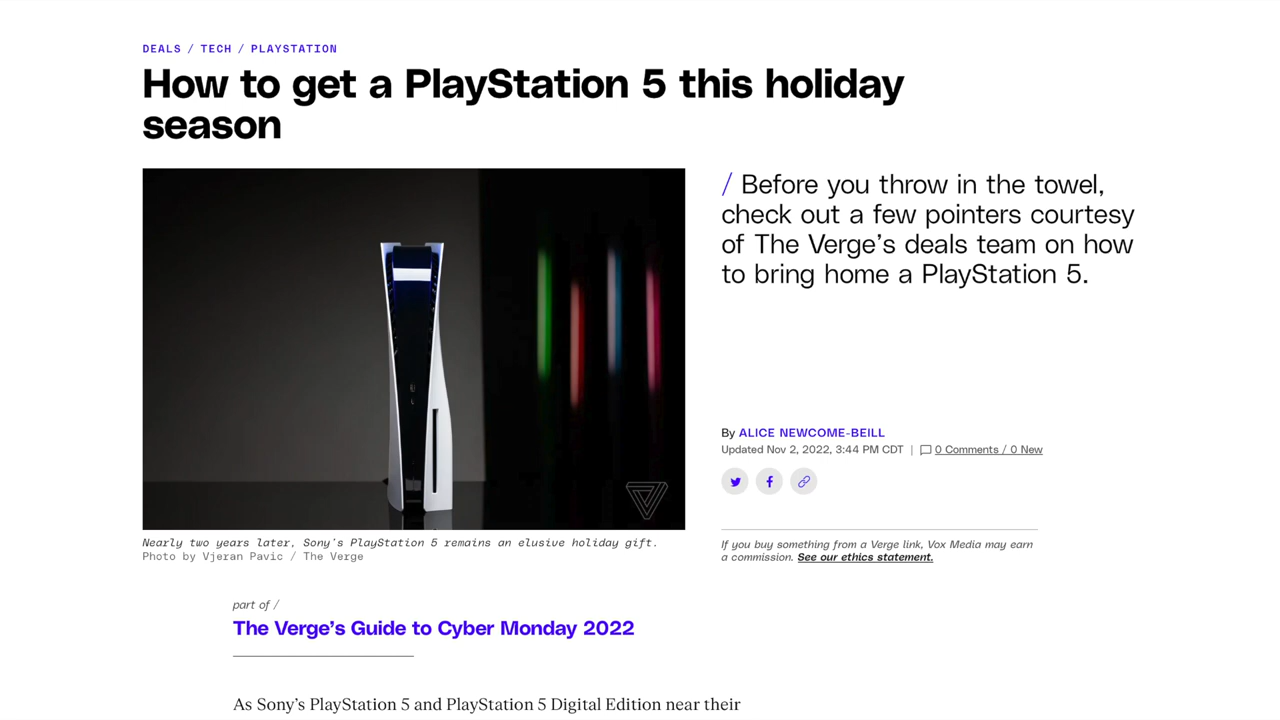 DEALS / TECH / PLAYSTATION
How to get a PlayStation 5 this holiday
season
/ Before you throw in the towel,
check out a few pointers courtesy
of The Verge’s deals team on how
to bring home a PlayStation 5.
By ALICE NEWCOME-BEILL
Updated Nov 2, 2022, 3:44 PM CDT | 0 Comments / 0 New
Nearly two years later, Sony’s PlayStation 5 remains an elusive holiday gift.
Photo by Vjeran Pavic / The Verge
If you buy something from a Verge link, Vox Media may earn
a commission. See our ethics statement.
part of /
The Verge’s Guide to Cyber Monday 2022
As Sony’s PlayStation 5 and PlayStation 5 Digital Edition near their